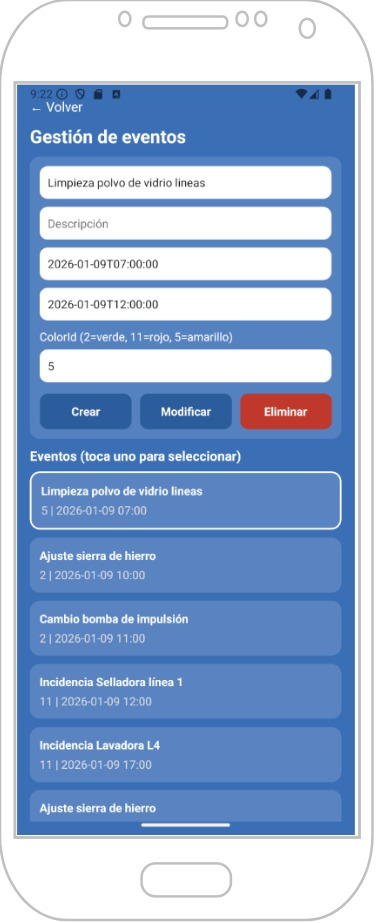 9:22
← Volver
Gestión de eventos
Limpieza polvo de vidrio lineas
Descripción
2026-01-09T07:00:00
2026-01-09T12:00:00
ColorId (2=verde, 11=rojo, 5=amarillo)
5
Crear Modificar Eliminar
Eventos (toca uno para seleccionar)
Limpieza polvo de vidrio lineas
5 | 2026-01-09 07:00
Ajuste sierra de hierro
2 | 2026-01-09 10:00
Cambio bomba de impulsión
2 | 2026-01-09 11:00
Incidencia Selladora línea 1
11 | 2026-01-09 12:00
Incidencia Lavadora L4
11 | 2026-01-09 17:00
Ajuste sierra de hierro